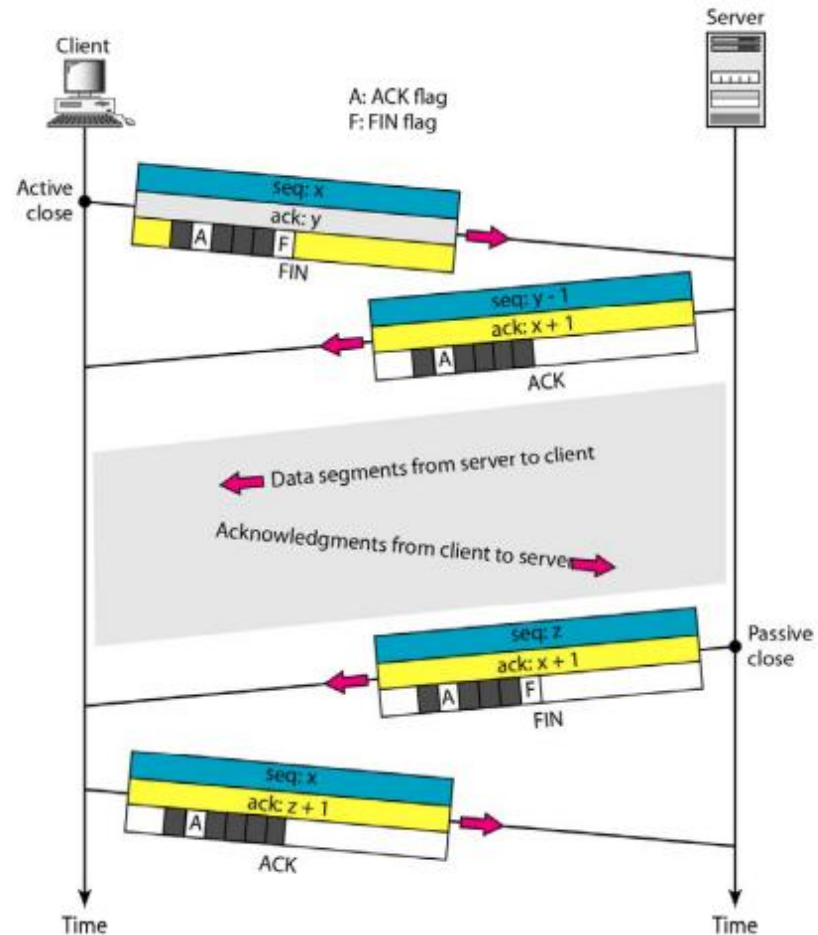 Client
Server
A: ACK flag
F: FIN flag
Active
close
seq: x
ack: y
A F
FIN
seq: y - 1
ack: x + 1
A
ACK
Data segments from server to client
Acknowledgments from client to server
Passive
close
seq: z
ack: x + 1
A F
FIN
seq: x
ack: z + 1
A
ACK
Time
Time